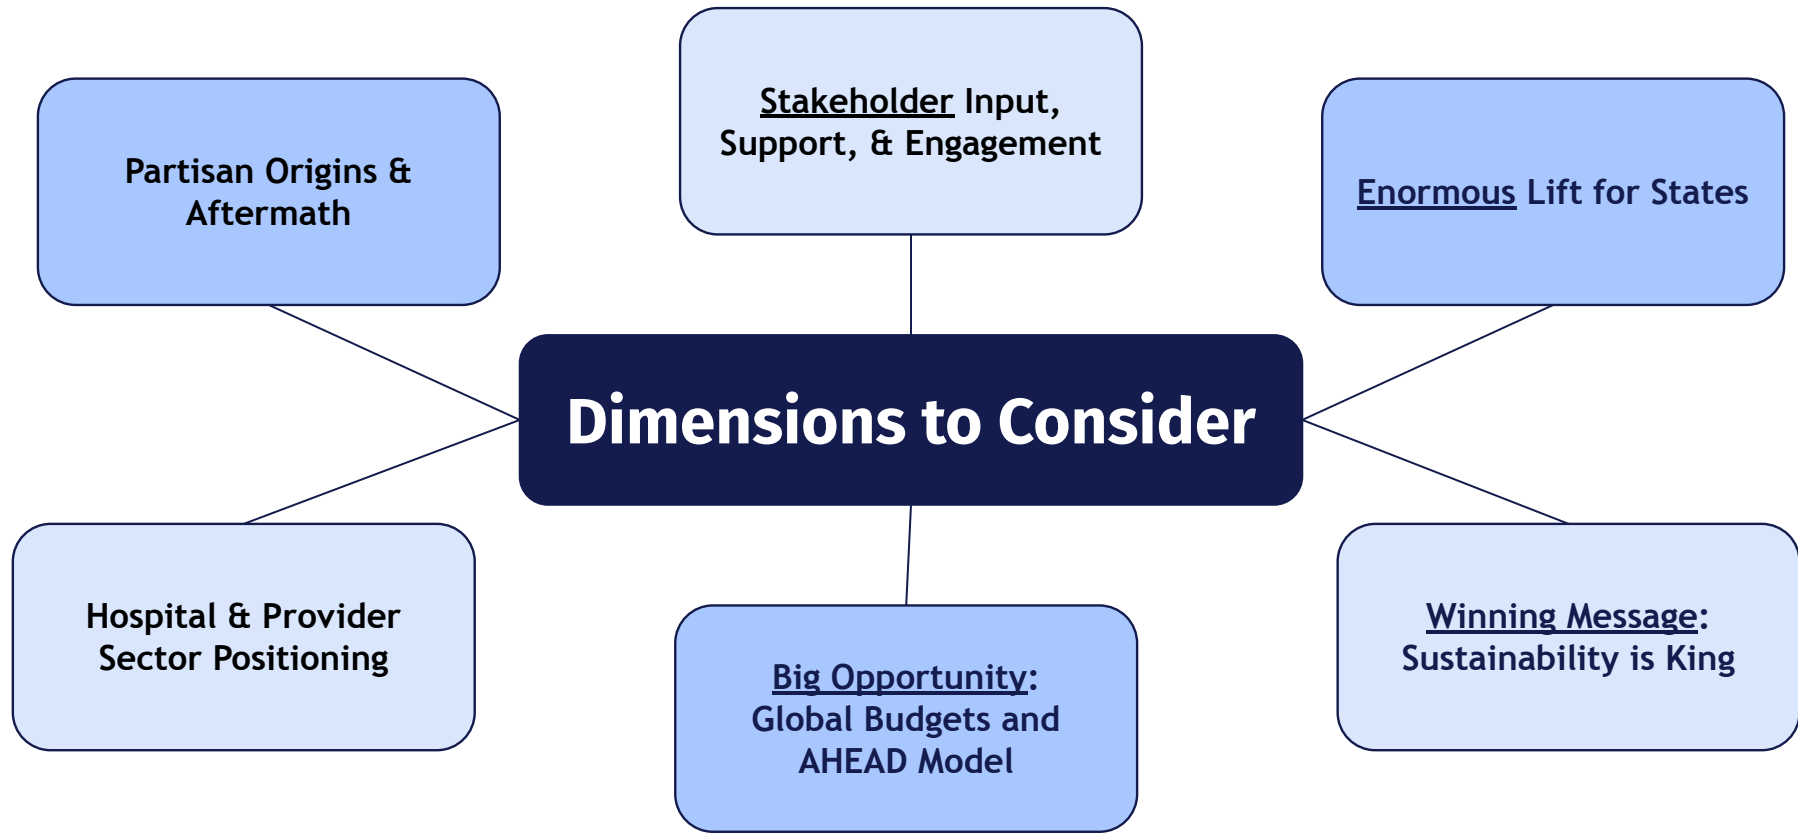 Stakeholder Input,
Support, & Engagement
Partisan Origins &
Aftermath
Enormous Lift for States
Dimensions to Consider
Hospital & Provider
Sector Positioning
Big Opportunity:
Global Budgets and
AHEAD Model
Winning Message:
Sustainability is King